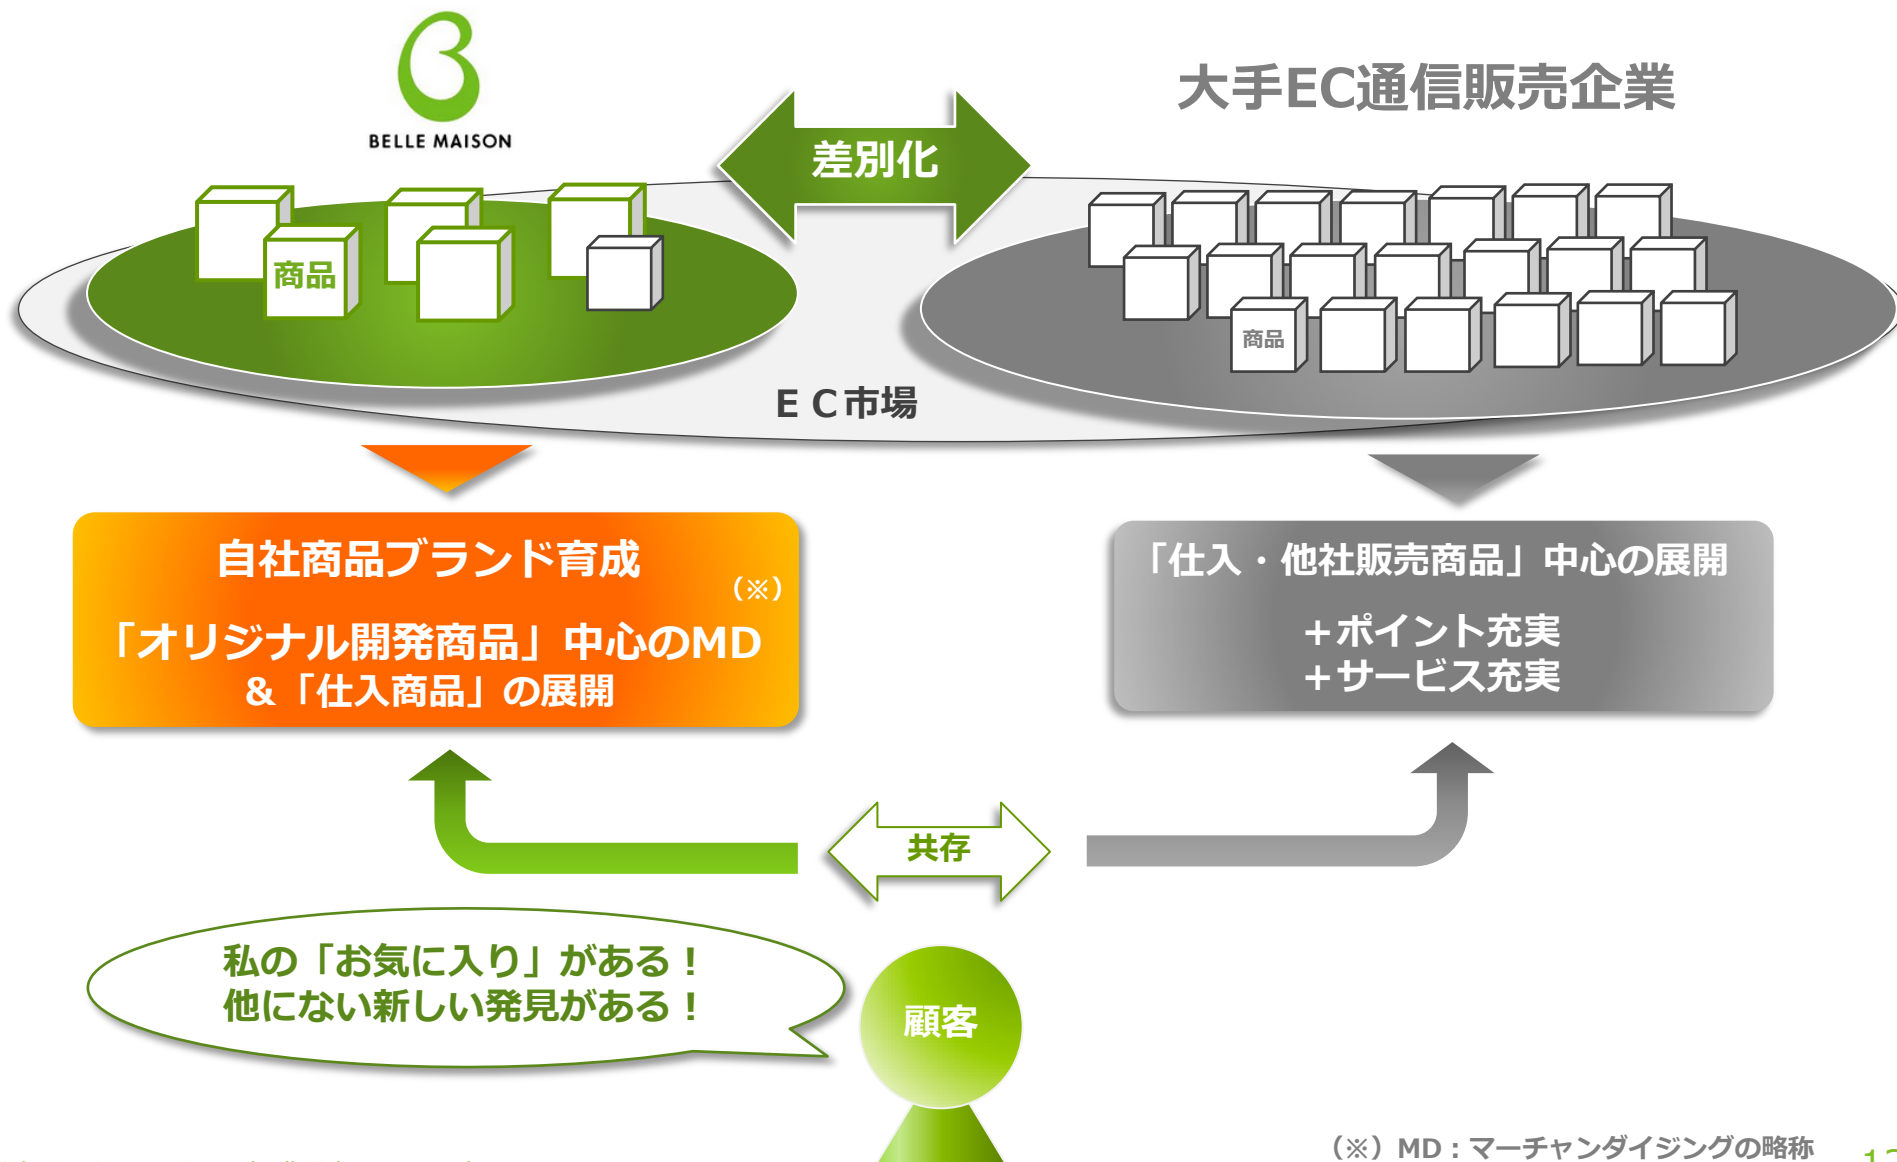 BELLE MAISON
大手EC通信販売企業
差別化
商品
商品
ＥＣ市場
自社商品ブランド育成
（※）
「オリジナル開発商品」中心のMD
&「仕入商品」の展開
「仕入・他社販売商品」中心の展開
＋ポイント充実
＋サービス充実
共存
私の「お気に入り」がある！
他にない新しい発見がある！
顧客
（※）MD：マーチャンダイジングの略称